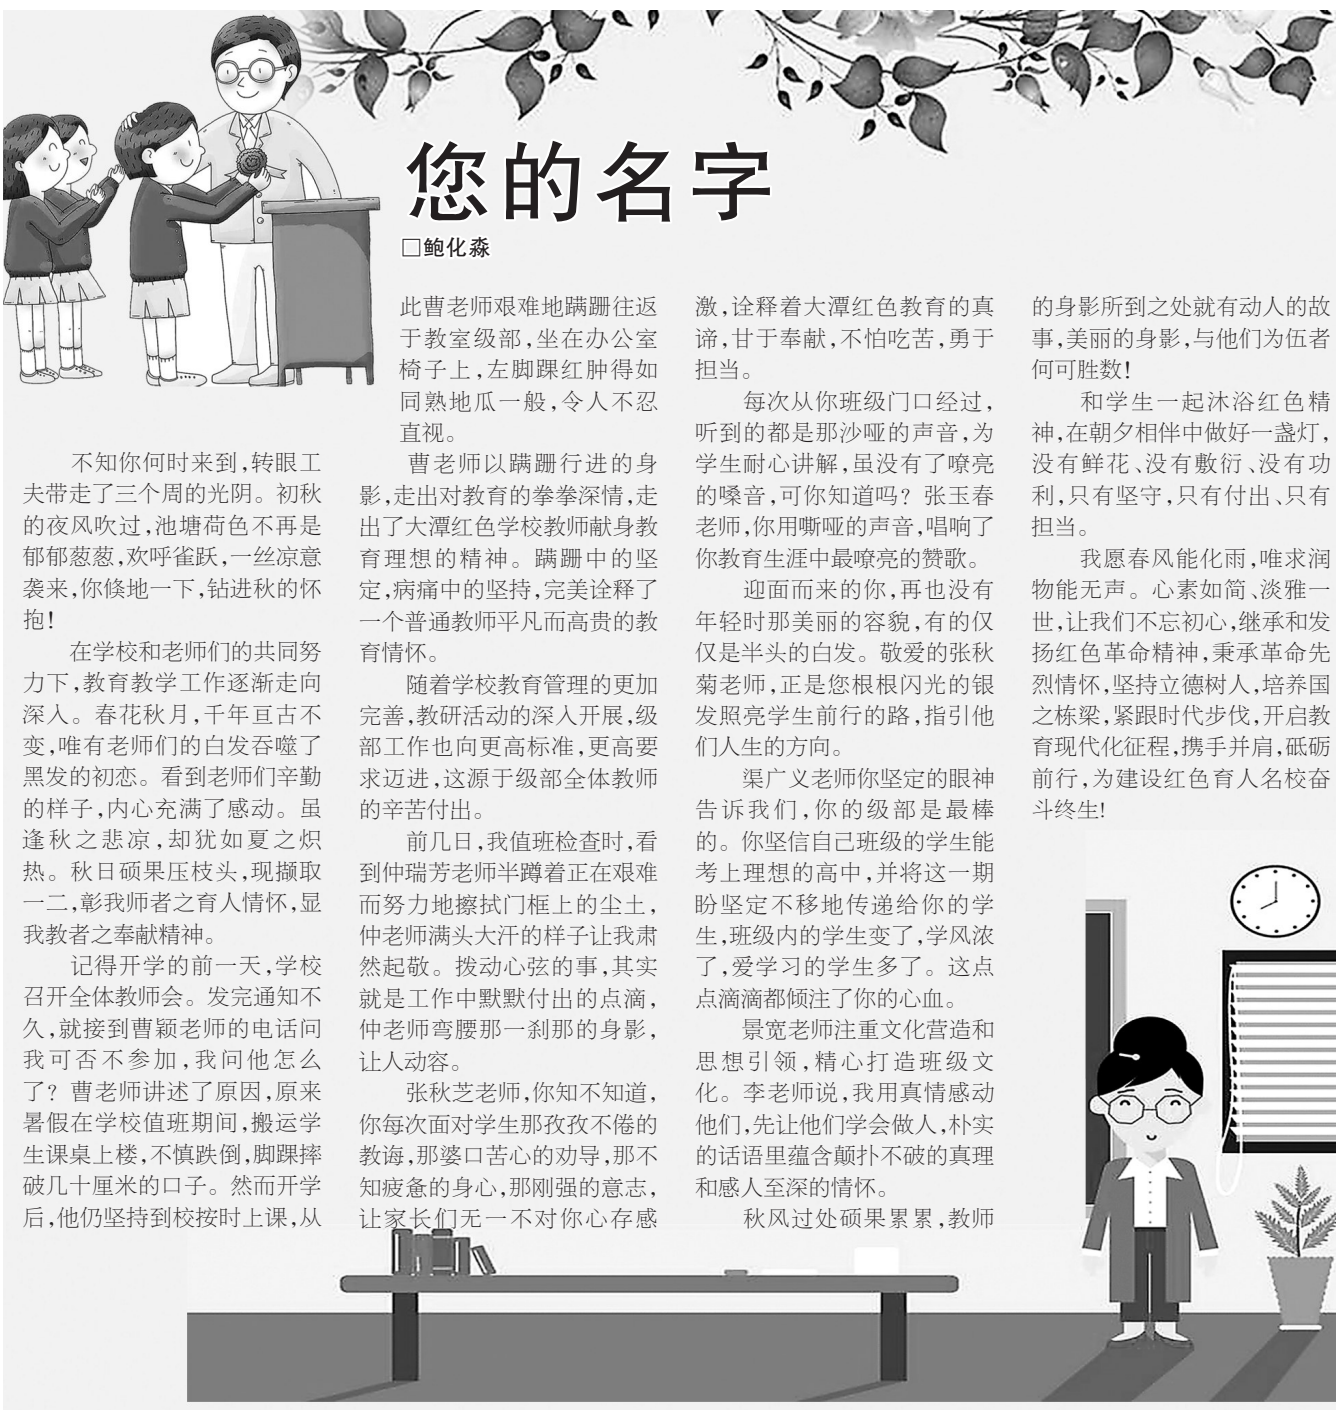 您的名字
□鲍化淼
不知你何时来到,转眼工
夫带走了三个周的光阴。初秋
的夜风吹过,池塘荷色不再是
郁郁葱葱,欢呼雀跃,一丝凉意
袭来,你倏地一下,钻进秋的怀
抱!
在学校和老师们的共同努
力下,教育教学工作逐渐走向
深入。春花秋月,千年亘古不
变,唯有老师们的白发吞噬了
黑发的初恋。看到老师们辛勤
的样子,内心充满了感动。虽
逢秋之悲凉,却犹如夏之炽
热。秋日硕果压枝头,现撷取
一二,彰我师者之育人情怀,显
我教者之奉献精神。
记得开学的前一天,学校
召开全体教师会。发完通知不
久,就接到曹颖老师的电话问
我可否不参加,我问他怎么
了?曹老师讲述了原因,原来
暑假在学校值班期间,搬运学
生课桌上楼,不慎跌倒,脚踝摔
破几十厘米的口子。然而开学
后,他仍坚持到校按时上课,从
此曹老师艰难地蹒跚往返
于教室级部,坐在办公室
椅子上,左脚踝红肿得如
同熟地瓜一般,令人不忍
直视。
曹老师以蹒跚行进的身
影,走出对教育的拳拳深情,走
出了大潭红色学校教师献身教
育理想的精神。蹒跚中的坚
定,病痛中的坚持,完美诠释了
一个普通教师平凡而高贵的教
育情怀。
随着学校教育管理的更加
完善,教研活动的深入开展,级
部工作也向更高标准,更高要
求迈进,这源于级部全体教师
的辛苦付出。
前几日,我值班检查时,看
到仲瑞芳老师半蹲着正在艰难
而努力地擦拭门框上的尘土,
仲老师满头大汗的样子让我肃
然起敬。拨动心弦的事,其实
就是工作中默默付出的点滴,
仲老师弯腰那一刹那的身影,
让人动容。
张秋芝老师,你知不知道,
你每次面对学生那孜孜不倦的
教诲,那婆口苦心的劝导,那不
知疲惫的身心,那刚强的意志,
让家长们无一不对你心存感
激,诠释着大潭红色教育的真
谛,甘于奉献,不怕吃苦,勇于
担当。
每次从你班级门口经过,
听到的都是那沙哑的声音,为
学生耐心讲解,虽没有了嘹亮
的嗓音,可你知道吗?张玉春
老师,你用嘶哑的声音,唱响了
你教育生涯中最嘹亮的赞歌。
迎面而来的你,再也没有
年轻时那美丽的容貌,有的仅
仅是半头的白发。敬爱的张秋
菊老师,正是您根根闪光的银
发照亮学生前行的路,指引他
们人生的方向。
渠广义老师你坚定的眼神
告诉我们,你的级部是最棒
的。你坚信自己班级的学生能
考上理想的高中,并将这一期
盼坚定不移地传递给你的学
生,班级内的学生变了,学风浓
了,爱学习的学生多了。这点
点滴滴都倾注了你的心血。
景宽老师注重文化营造和
思想引领,精心打造班级文
化。李老师说,我用真情感动
他们,先让他们学会做人,朴实
的话语里蕴含颠扑不破的真理
和感人至深的情怀。
秋风过处硕果累累,教师
的身影所到之处就有动人的故
事,美丽的身影,与他们为伍者
何可胜数!
和学生一起沐浴红色精
神,在朝夕相伴中做好一盏灯,
没有鲜花、没有敷衍、没有功
利,只有坚守,只有付出、只有
担当。
我愿春风能化雨,唯求润
物能无声。心素如简、淡雅一
世,让我们不忘初心,继承和发
扬红色革命精神,秉承革命先
烈情怀,坚持立德树人,培养国
之栋梁,紧跟时代步伐,开启教
育现代化征程,携手并肩,砥砺
前行,为建设红色育人名校奋
斗终生!